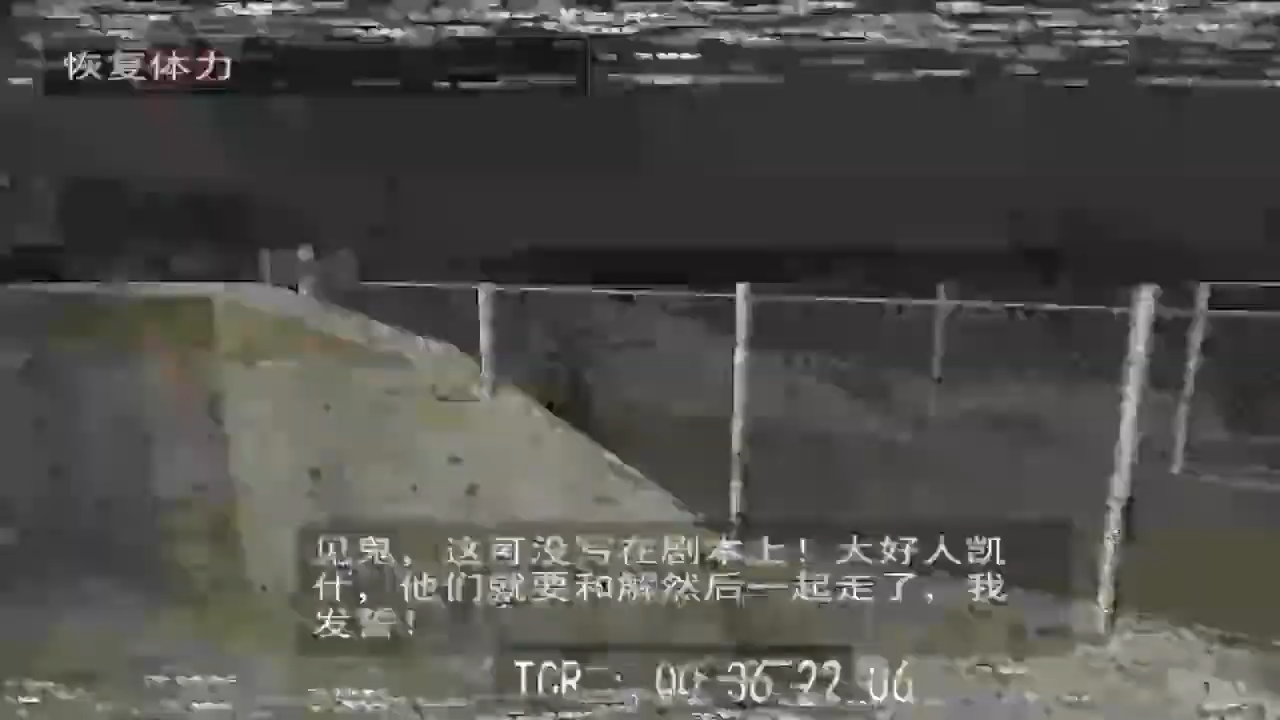 恢复体力
见鬼，这可没写在剧本上！大好人凯
什，他们就要和解然后一起走了，我
发誓！
TCR 00:36:22:06